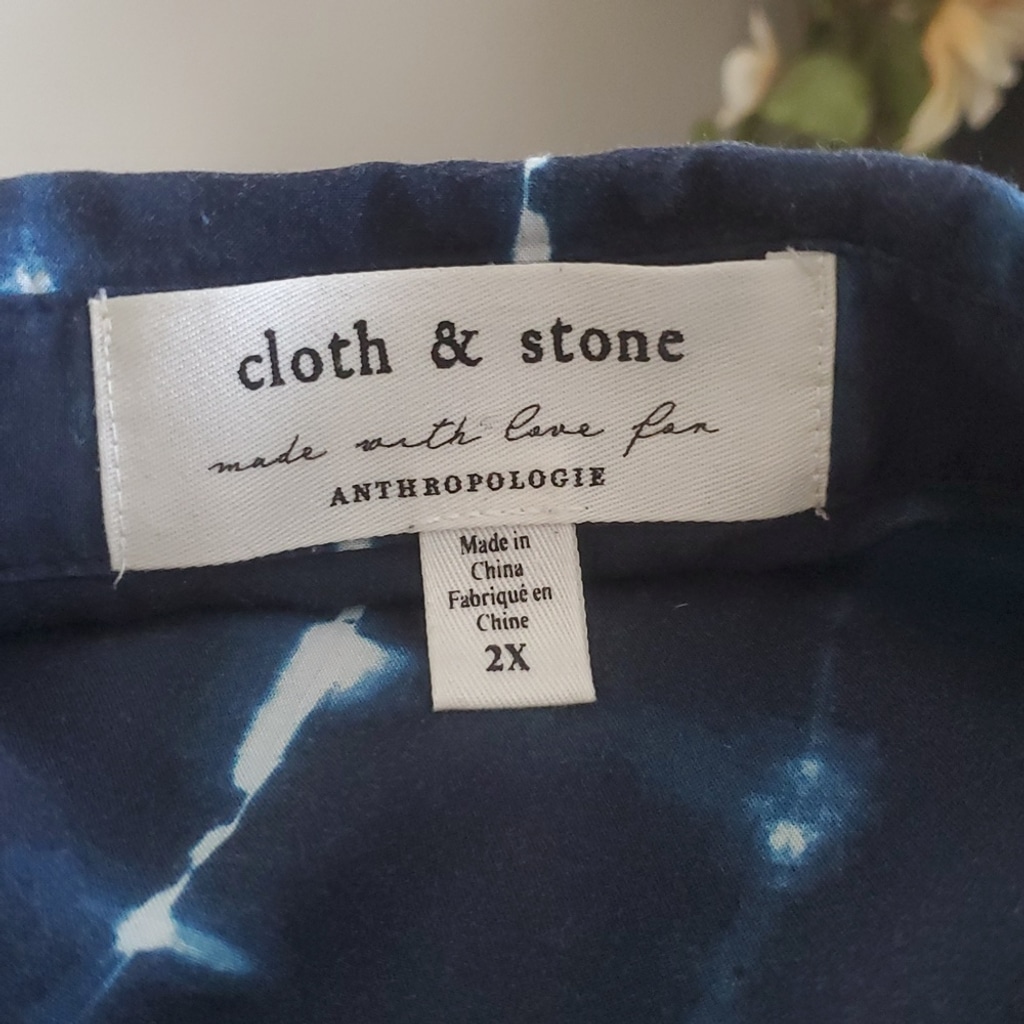 cloth & stone
made with love for
ANTHROPOLOGIE
Made in
China
Fabriqué en
Chine
2X